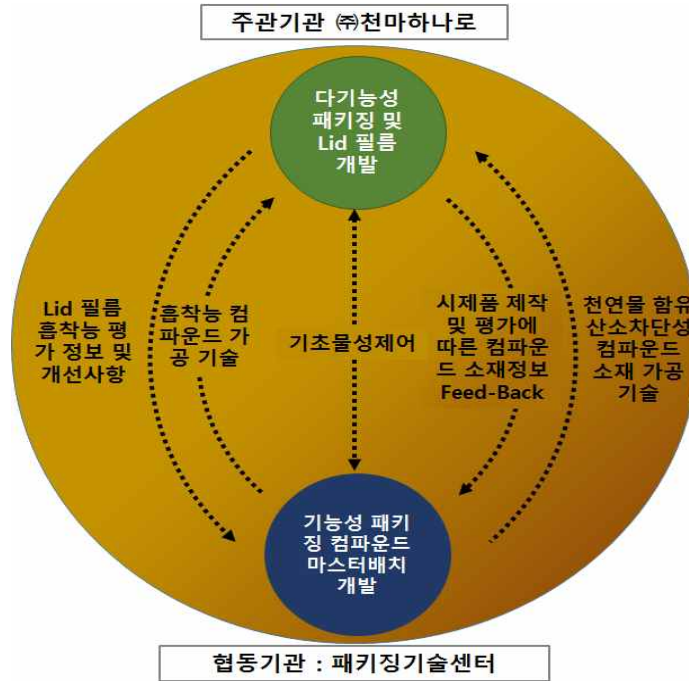 주관기관 ㈜천마하나로
다기능성
패키징 및
Lid 필름
개발
Lid 필름
흡착능 평
가 정보 및
개선사항
흡착능 컴
파운드 가
공 기술
기초물성제어
시제품 제작
및 평가에
따른 컴파운
드 소재정보
Feed-Back
천연물 함유
산소차단성
컴파운드
소재 가공
기술
기능성 패키
징 컴파운드
마스터배치
개발
협동기관 : 패키징기술센터